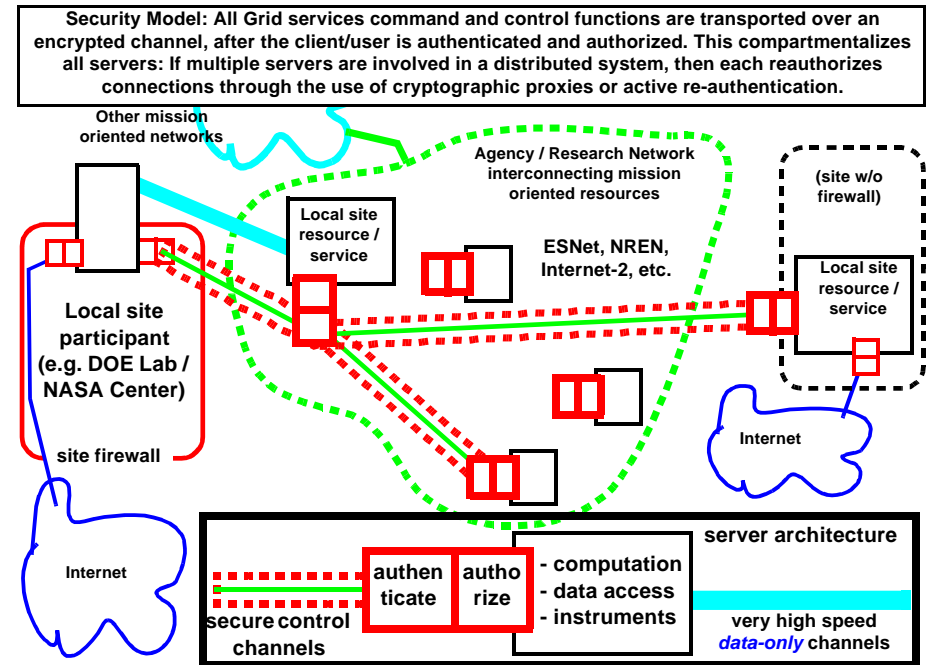 Security Model: All Grid services command and control functions are transported over an
encrypted channel, after the client/user is authenticated and authorized. This compartmentalizes
all servers: If multiple servers are involved in a distributed system, then each reauthorizes
connections through the use of cryptographic proxies or active re-authentication.
Other mission
oriented networks
Agency / Research Network
interconnecting mission
oriented resources
(site w/o
firewall)
Local site
resource /
service
ESNet, NREN,
Internet-2, etc.
Local site
resource /
service
Local site
participant
(e.g. DOE Lab /
NASA Center)
site firewall
Internet
Internet
server architecture
authen
ticate
autho
rize
- computation
- data access
- instruments
secure control
channels
very high speed
data-only channels